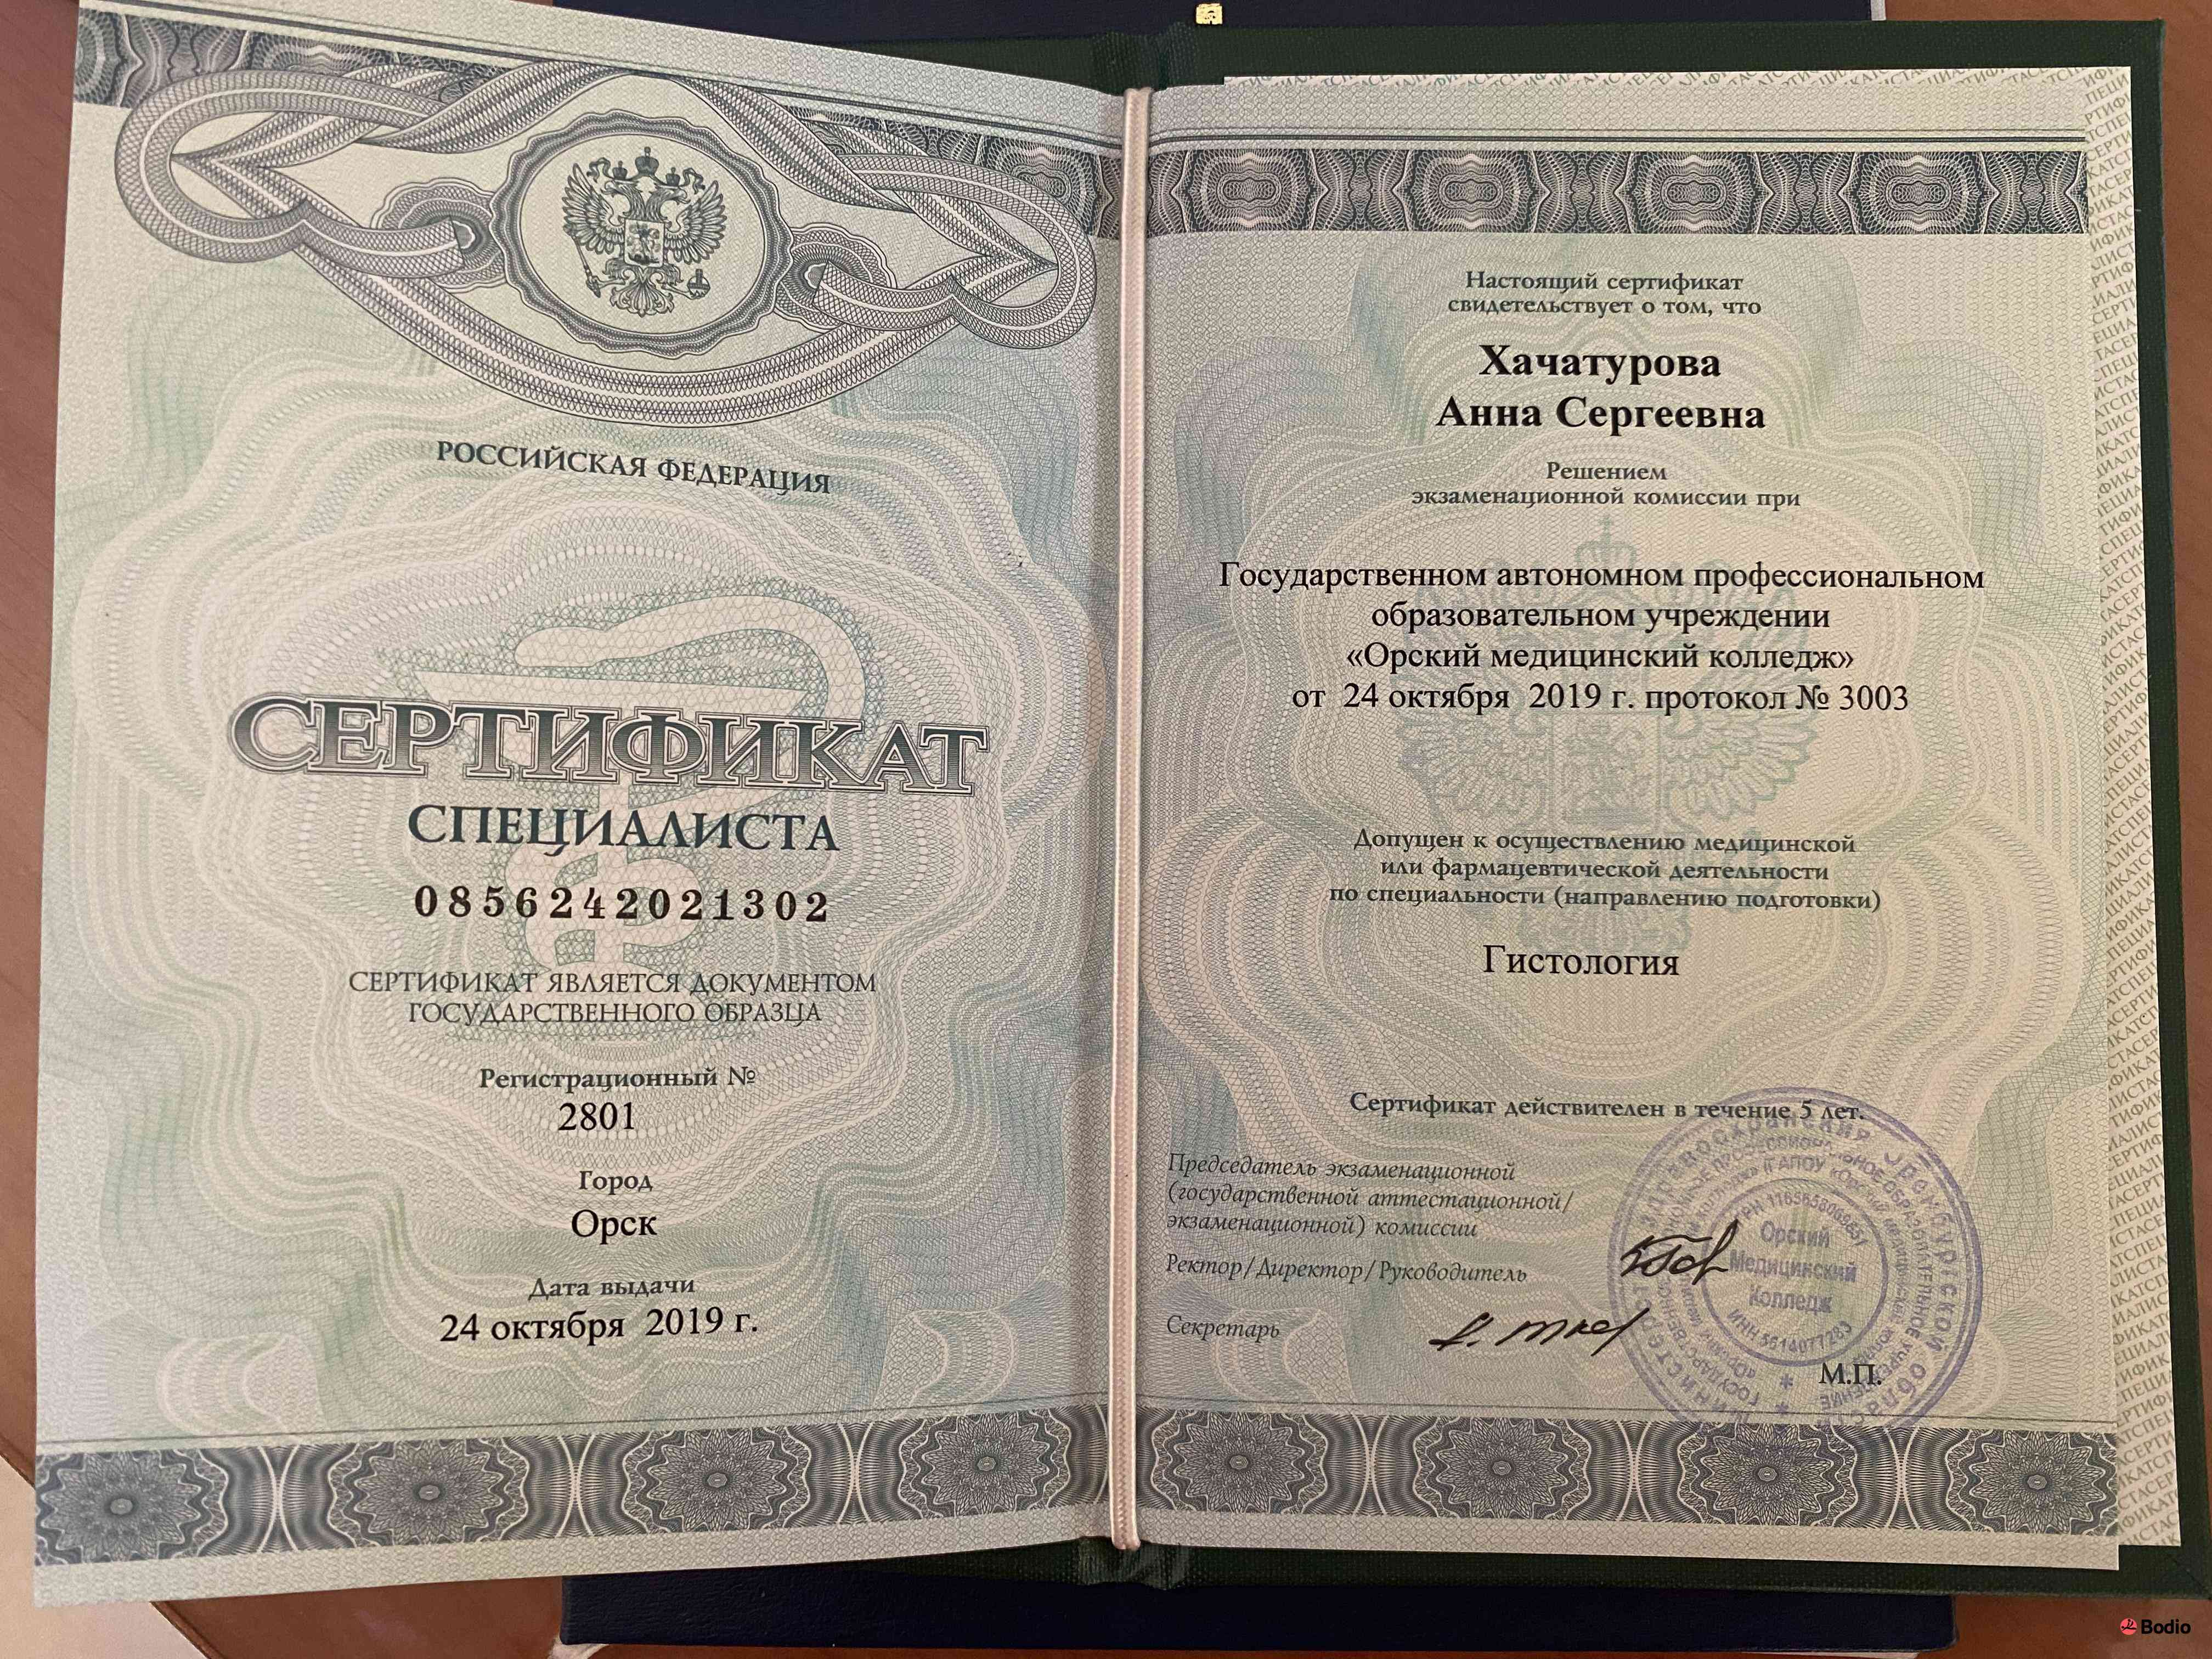 РОССИЙСКАЯ ФЕДЕРАЦИЯ
СЕРТИФИКАТ
СПЕЦИАЛИСТА
0856242021302
СЕРТИФИКАТ ЯВЛЯЕТСЯ ДОКУМЕНТОМ
ГОСУДАРСТВЕННОГО ОБРАЗЦА
Регистрационный №
2801
Город
Орск
Дата выдачи
24 октября 2019 г.
Настоящий сертификат
свидетельствует о том, что
Хачатурова
Анна Сергеевна
Решением
экзаменационной комиссии при
Государственном автономном профессиональном
образовательном учреждении
«Орский медицинский колледж»
от 24 октября 2019 г. протокол № 3003
Допущен к осуществлению медицинской
или фармацевтической деятельности
по специальности (направлению подготовки)
Гистология
Сертификат действителен в течение 5 лет.
Председатель экзаменационной
(государственной аттестационной/
экзаменационной) комиссии
Ректор/Директор/Руководитель
Секретарь
Орский
Медицинский
Колледж
ИНН 5614077283
М.П.
Bodio